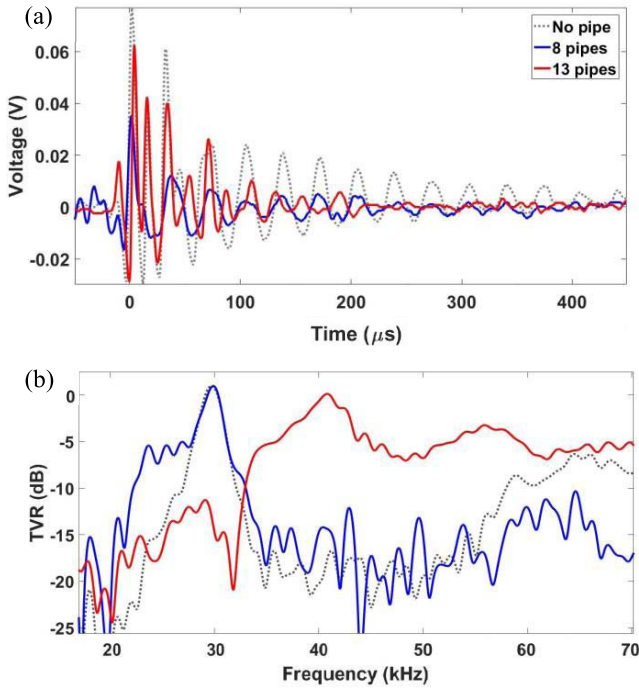 (a)
0.06
0.04
0.02
0
-0.02
Voltage (V)
No pipe
8 pipes
13 pipes
0 100 200 300 400
Time (μs)
(b)
0
-5
-10
-15
-20
-25
TVR (dB)
20 30 40 50 60 70
Frequency (kHz)